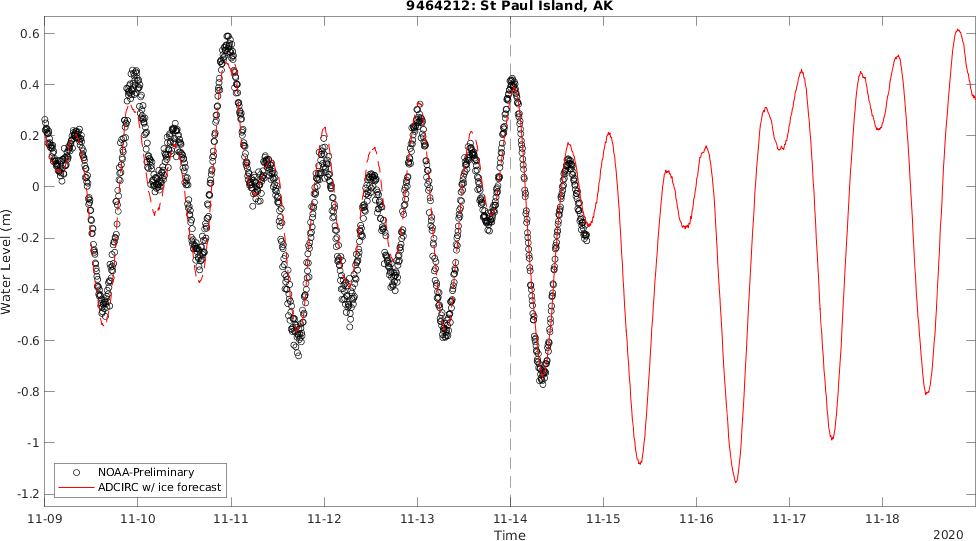 9464212: St Paul Island, AK
0.6
0.4
0.2
0
-0.2
-0.4
-0.6
-0.8
-1
-1.2
Water Level (m)
NOAA-Preliminary
ADCIRC w/ ice forecast
11-09 11-10 11-11 11-12 11-13 11-14 11-15 11-16 11-17 11-18
Time
2020